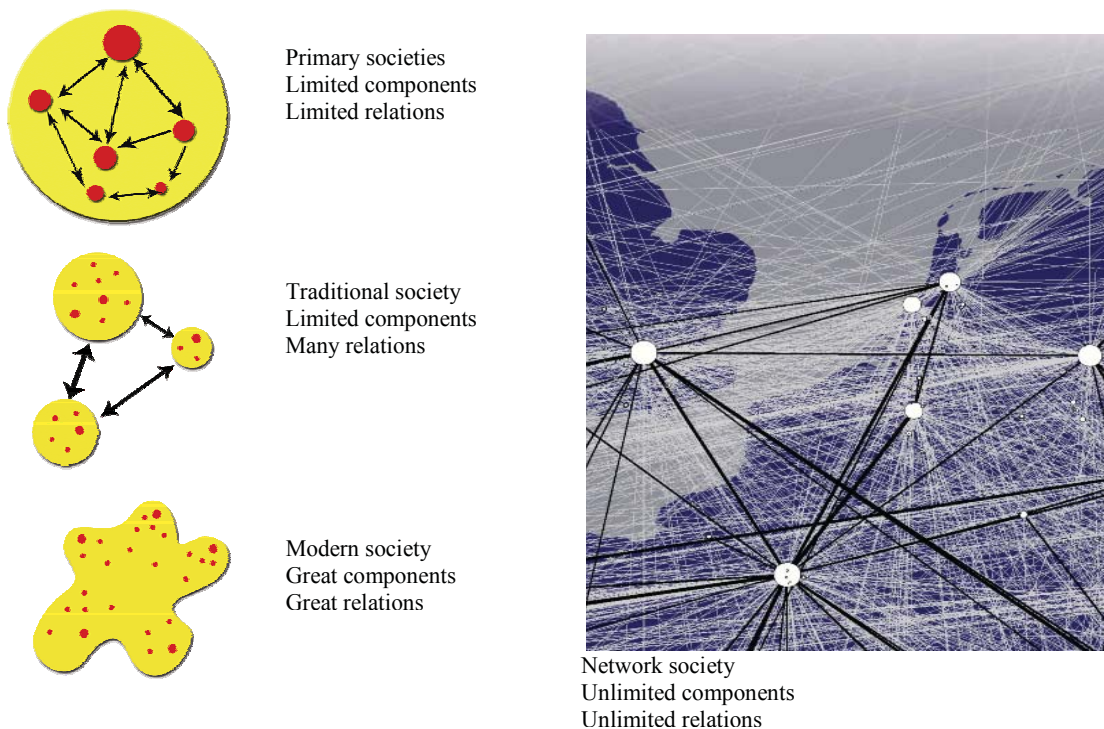 Primary societies
Limited components
Limited relations
Traditional society
Limited components
Many relations
Modern society
Great components
Great relations
Network society
Unlimited components
Unlimited relations